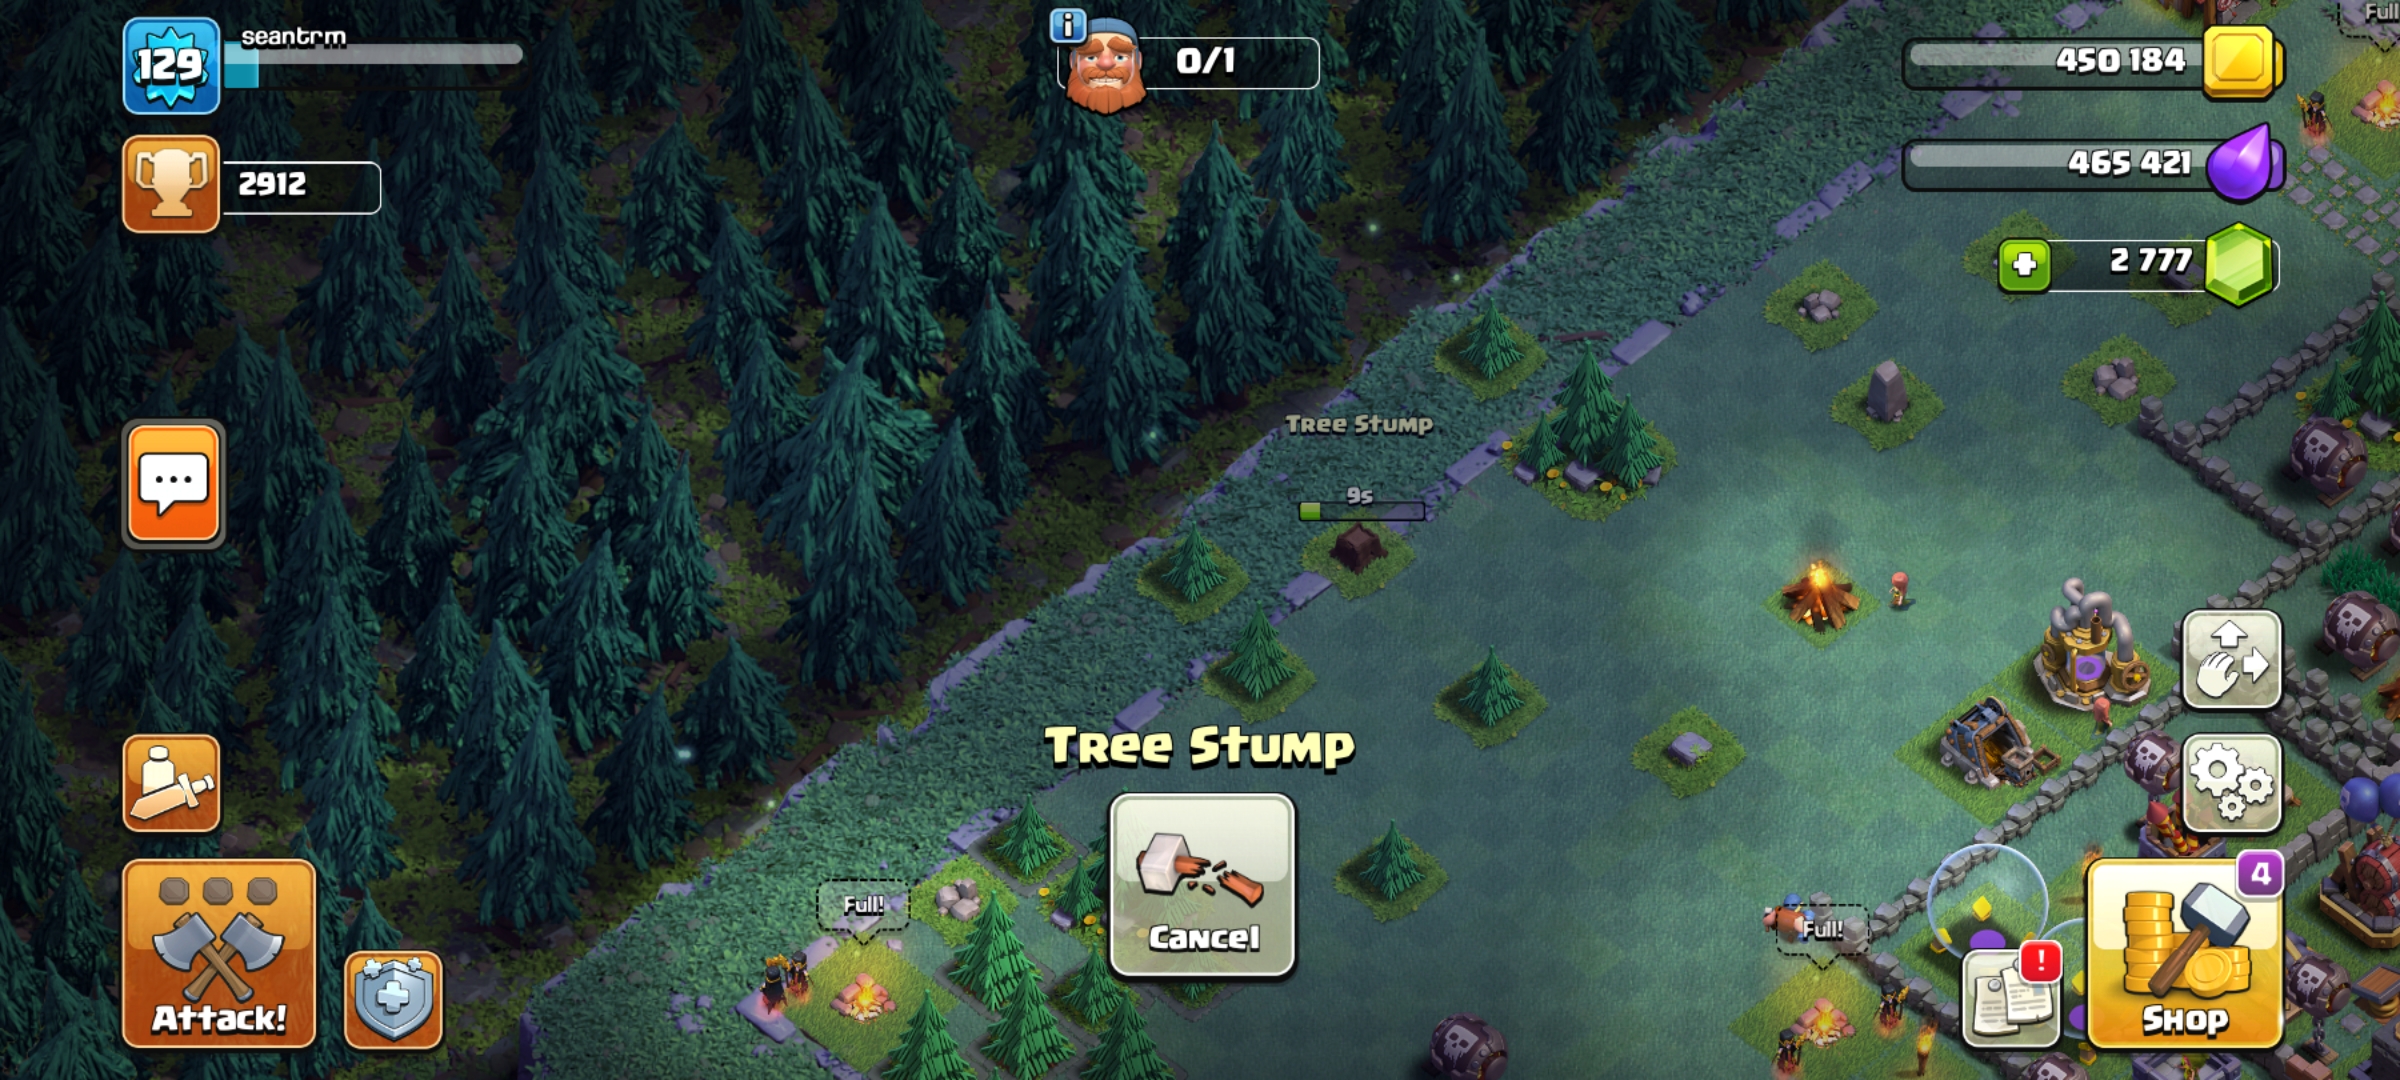 129
seantrm
0/1
450 184
Full
2912
465 421
2 777
Tree Stump
9s
Tree Stump
Cancel
Full!
Full!
Attack!
!
4
Shop